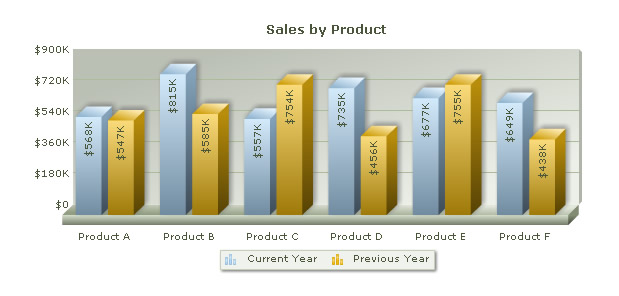 Sales by Product
$900K
$720K
$540K
$360K
$180K
$0
$568K
$547K
$815K
$585K
$557K
$754K
$735K
$456K
$677K
$755K
$649K
$438K
Product A Product B Product C Product D Product E Product F
Current Year Previous Year